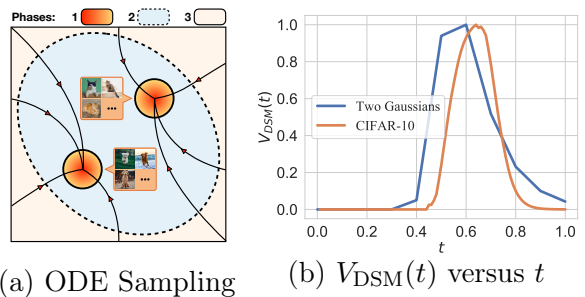 Phases: 1 2 3
...
...
(a) ODE Sampling
V_DSM(t)
1.0
0.8
0.6
0.4
0.2
0.0
Two Gaussians
CIFAR-10
0.0 0.2 0.4 0.6 0.8 1.0
t
(b) V_DSM(t) versus t